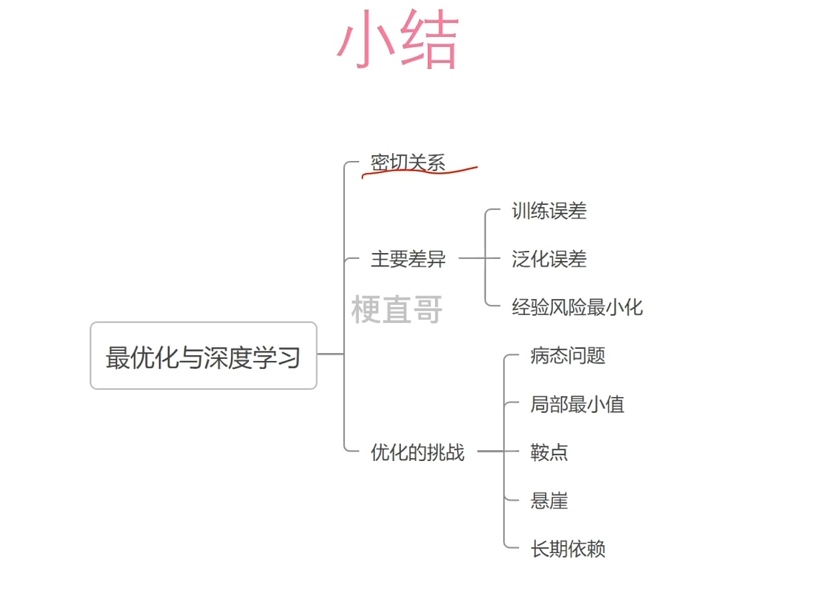 小结
密切关系
主要差异
训练误差
泛化误差
经验风险最小化
梗直哥
最优化与深度学习
优化的挑战
病态问题
局部最小值
鞍点
悬崖
长期依赖